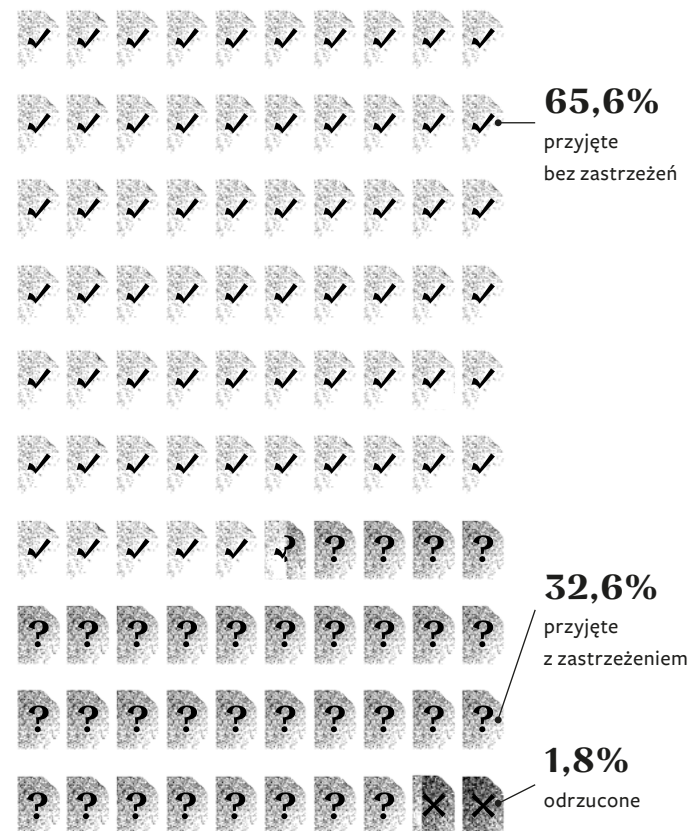 65,6%
przyjęte
bez zastrzeżeń
?
? ? ? ?
32,6%
przyjęte
z zastrzeżeniem
? ? ? ? ? ? ? ? ? ?
? ? ? ? ? ? ? ? ? ?
1,8%
odrzucone
? ? ? ? ? ? ? ?